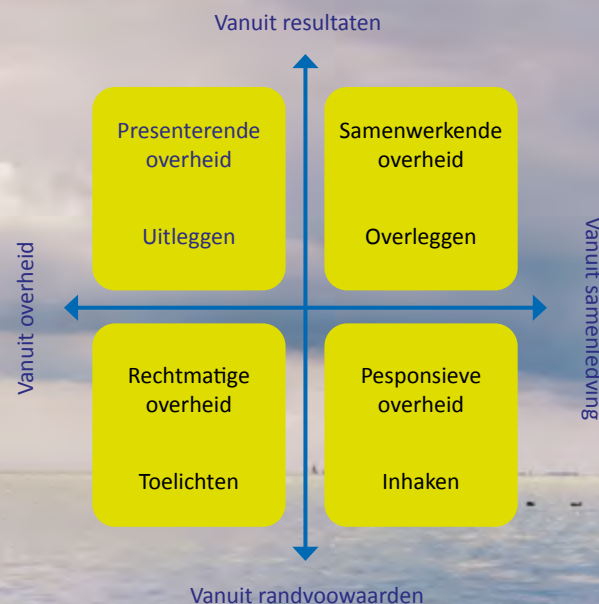 Vanuit resultaten
Presenterende
overheid
Uitleggen
Samenwerkende
overheid
Overleggen
Vanuit overheid
Vanuit samenledving
Rechtmatige
overheid
Toelichten
Pesponsieve
overheid
Inhaken
Vanuit randvoowaarden